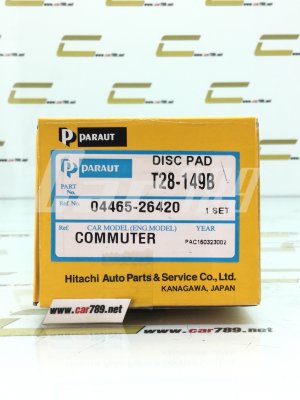 PARAUT
DISC PAD
PARAUT
PART No.
T28-149B
Ref. No.
04465-26420
1 SET
Ref.
CAR MODEL (ENG.MODEL)
YEAR
COMMUTER
PAC150323002
Hitachi Auto Parts & Service Co., Ltd.
KANAGAWA, JAPAN
www.car789.net
www.car789.net